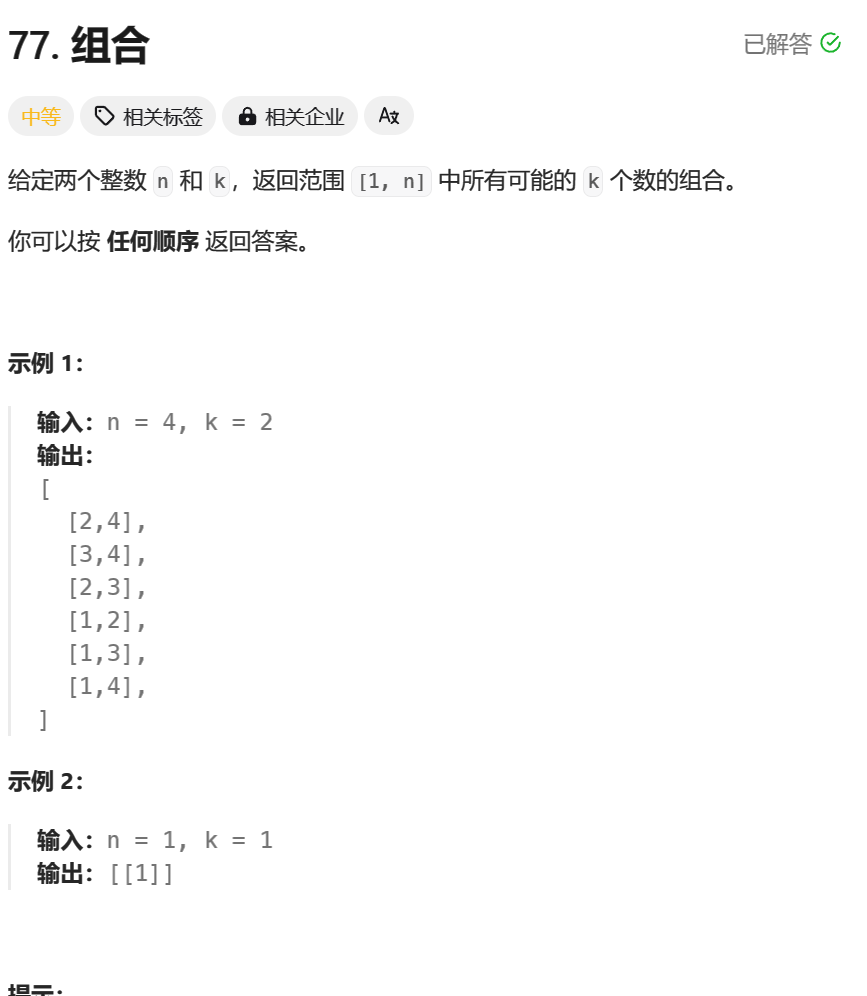 77. 组合
已解答
中等
相关标签
相关企业
给定两个整数 n 和 k，返回范围 [1, n] 中所有可能的 k 个数的组合。
你可以按 任何顺序 返回答案。
示例 1：
输入：n = 4, k = 2
输出：
[
[2,4],
[3,4],
[2,3],
[1,2],
[1,3],
[1,4],
]
示例 2：
输入：n = 1, k = 1
输出：[[1]]
提示：